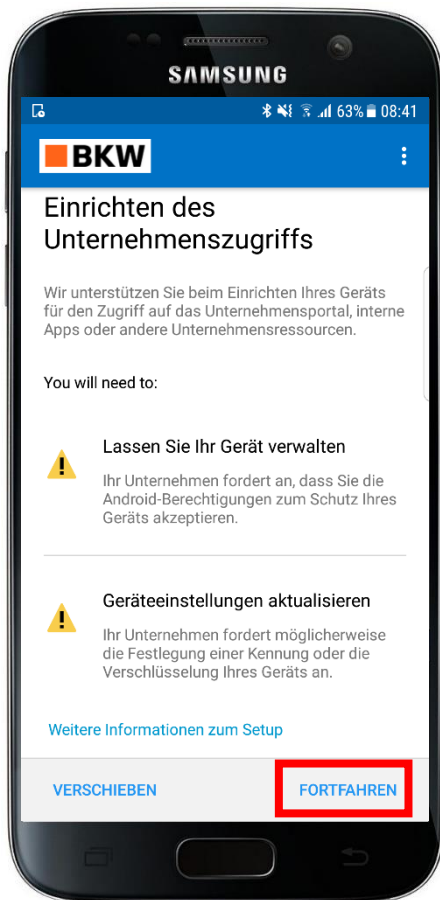 SAMSUNG
63% 08:41
BKW
Einrichten des
Unternehmenszugriffs
Wir unterstützen Sie beim Einrichten Ihres Geräts
für den Zugriff auf das Unternehmensportal, interne
Apps oder andere Unternehmensressourcen.
You will need to:
Lassen Sie Ihr Gerät verwalten
Ihr Unternehmen fordert an, dass Sie die
Android-Berechtigungen zum Schutz Ihres
Geräts akzeptieren.
Geräteeinstellungen aktualisieren
Ihr Unternehmen fordert möglicherweise
die Festlegung einer Kennung oder die
Verschlüsselung Ihres Geräts an.
Weitere Informationen zum Setup
VERSCHIEBEN FORTFAHREN